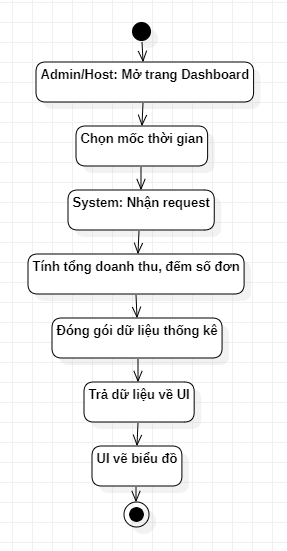 Admin/Host: Mở trang Dashboard
Chọn mốc thời gian
System: Nhận request
Tính tổng doanh thu, đếm số đơn
Đóng gói dữ liệu thống kê
Trả dữ liệu về UI
UI vẽ biểu đồ